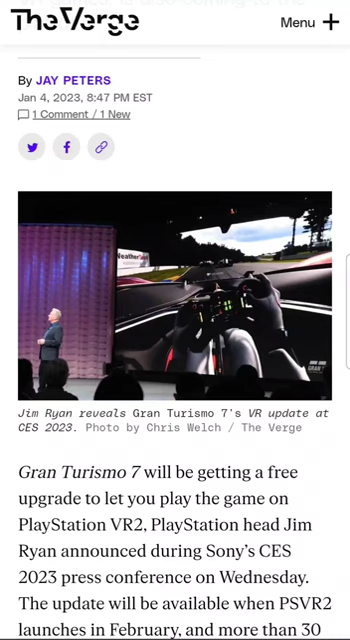 The Verge
Menu
By JAY PETERS
Jan 4, 2023, 8:47 PM EST
1 Comment / 1 New
WeatherTech
Jim Ryan reveals Gran Turismo 7's VR update at
CES 2023. Photo by Chris Welch / The Verge
Gran Turismo 7 will be getting a free
upgrade to let you play the game on
PlayStation VR2, PlayStation head Jim
Ryan announced during Sony’s CES
2023 press conference on Wednesday.
The update will be available when PSVR2
launches in February, and more than 30